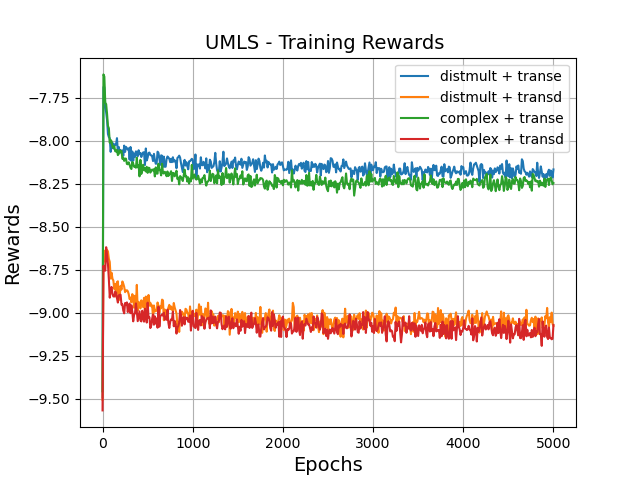 UMLS - Training Rewards
distmult + transe
distmult + transd
complex + transe
complex + transd
Rewards
−7.75
−8.00
−8.25
−8.50
−8.75
−9.00
−9.25
−9.50
0 1000 2000 3000 4000 5000
Epochs